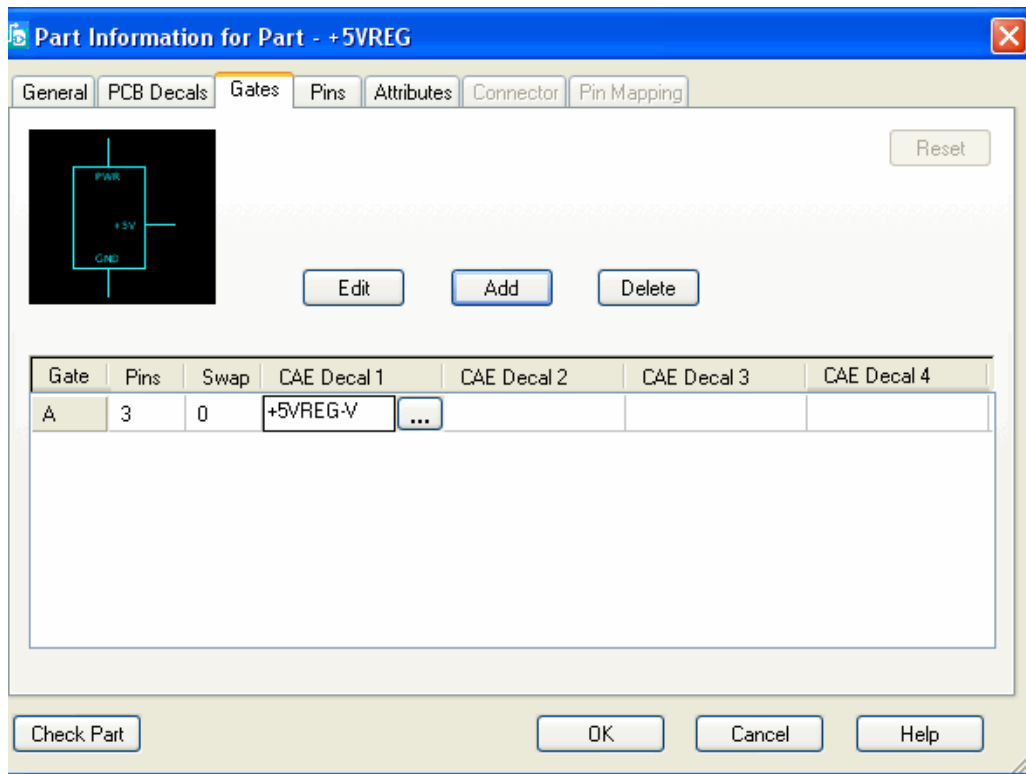 Part Information for Part - +5VREG
General PCB Decals Gates Pins Attributes Connector Pin Mapping
Reset
PWR
+5V
GND
Edit Add Delete
Gate Pins Swap CAE Decal 1 CAE Decal 2 CAE Decal 3 CAE Decal 4
A 3 0 +5VREG-V ...
Check Part OK Cancel Help